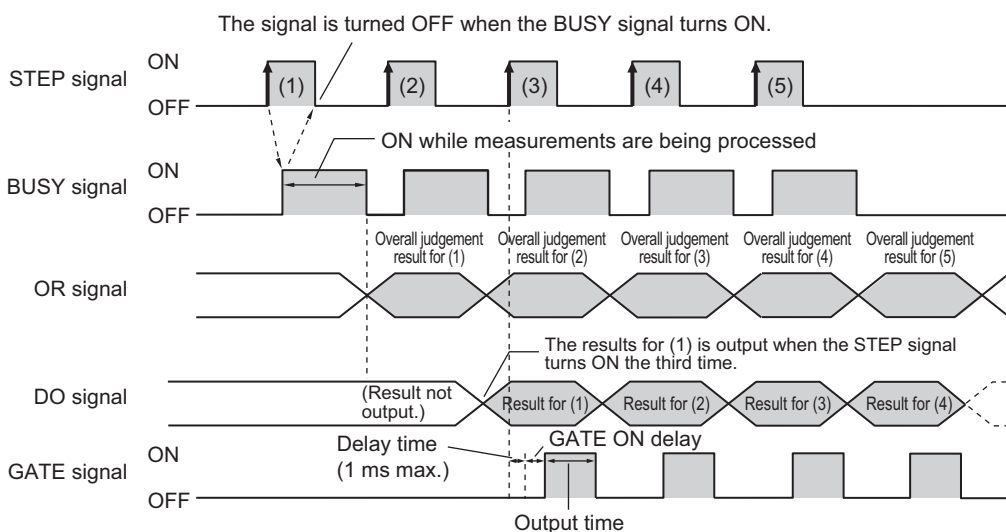 The signal is turned OFF when the BUSY signal turns ON.
STEP signal
ON
OFF
(1)
(2)
(3)
(4)
(5)
ON while measurements are being processed
BUSY signal
ON
OFF
Overall judgement
result for (1)
Overall judgement
result for (2)
Overall judgement
result for (3)
Overall judgement
result for (4)
Overall judgement
result for (5)
OR signal
The results for (1) is output when the STEP signal
turns ON the third time.
DO signal
(Result not
output.)
Result for (1)
Result for (2)
Result for (3)
Result for (4)
Delay time
(1 ms max.)
GATE ON delay
GATE signal
ON
OFF
Output time